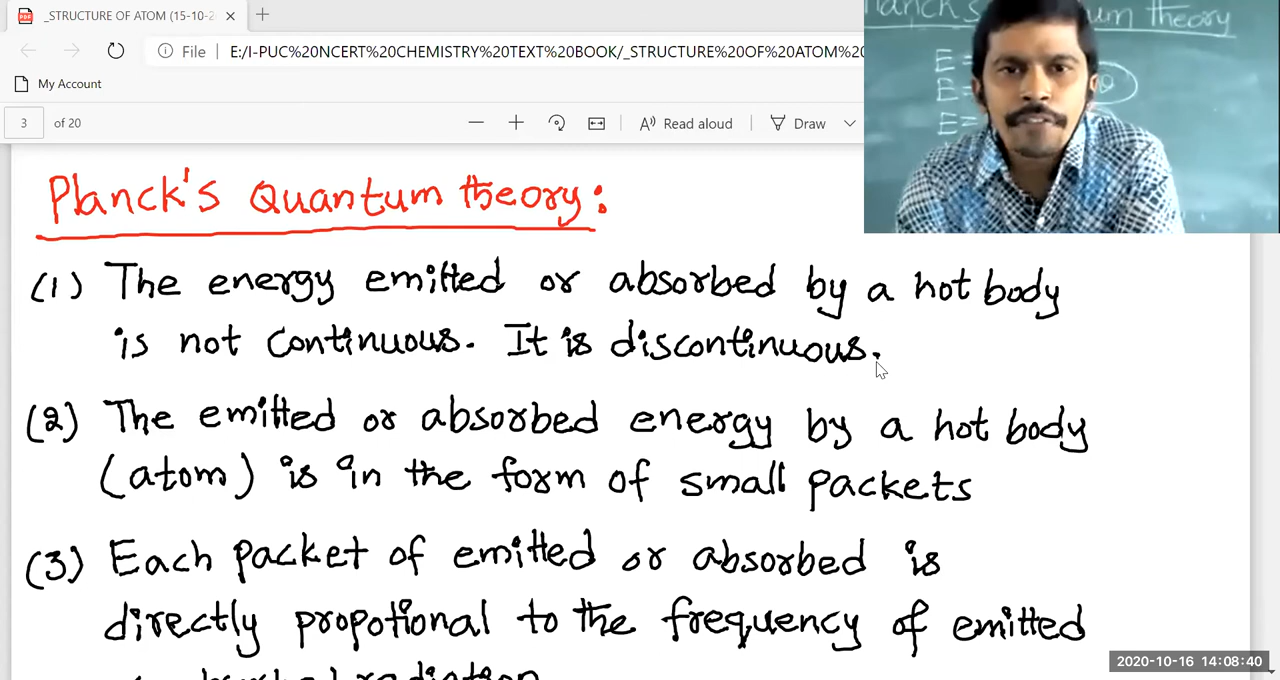 _STRUCTURE OF ATOM (15-10-2
File
E:/I-PUC%20NCERT%20CHEMISTRY%20TEXT%20BOOK/_STRUCTURE%20OF%20ATOM%20
My Account
3 of 20
Read aloud
Draw
theory
E=
E=
E=
Planck's Quantum theory:
(1) The energy emitted or absorbed by a hot body
is not continuous. It is discontinuous.
(2) The emitted or absorbed energy by a hot body
(atom) is in the form of small packets
(3) Each packet of emitted or absorbed is
directly propotional to the frequency of emitted
radiation
2020-10-16 14:08:40